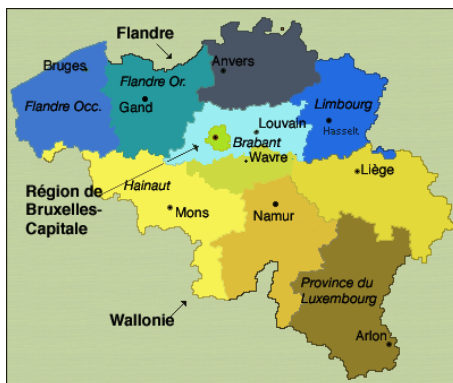 Flandre
Bruges
Flandre Or.
Anvers
Flandre Occ.
Gand
Limbourg
Louvain
Hasselt
Brabant
Wavre
Hainaut
Liège
Région de
Bruxelles-
Capitale
Mons
Namur
Province du
Luxembourg
Wallonie
Arlon